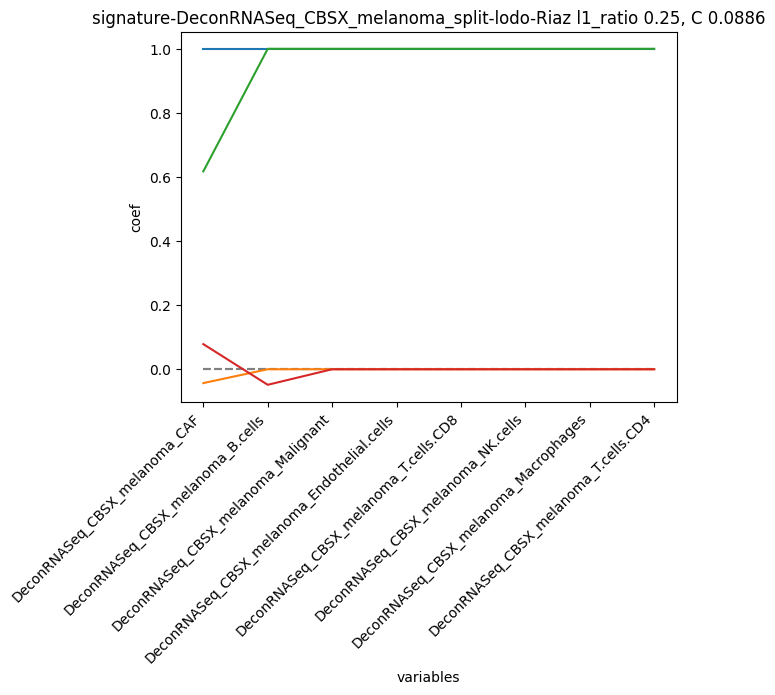 signature-DeconRNASeq_CBSX_melanoma_split-lodo-Riaz l1_ratio 0.25, C 0.0886
1.0
0.8
0.6
0.4
0.2
0.0
coef
DeconRNASeq_CBSX_melanoma_CAF
DeconRNASeq_CBSX_melanoma_B.cells
DeconRNASeq_CBSX_melanoma_Malignant
DeconRNASeq_CBSX_melanoma_Endothelial.cells
DeconRNASeq_CBSX_melanoma_T.cells.CD8
DeconRNASeq_CBSX_melanoma_NK.cells
DeconRNASeq_CBSX_melanoma_Macrophages
DeconRNASeq_CBSX_melanoma_T.cells.CD4
variables